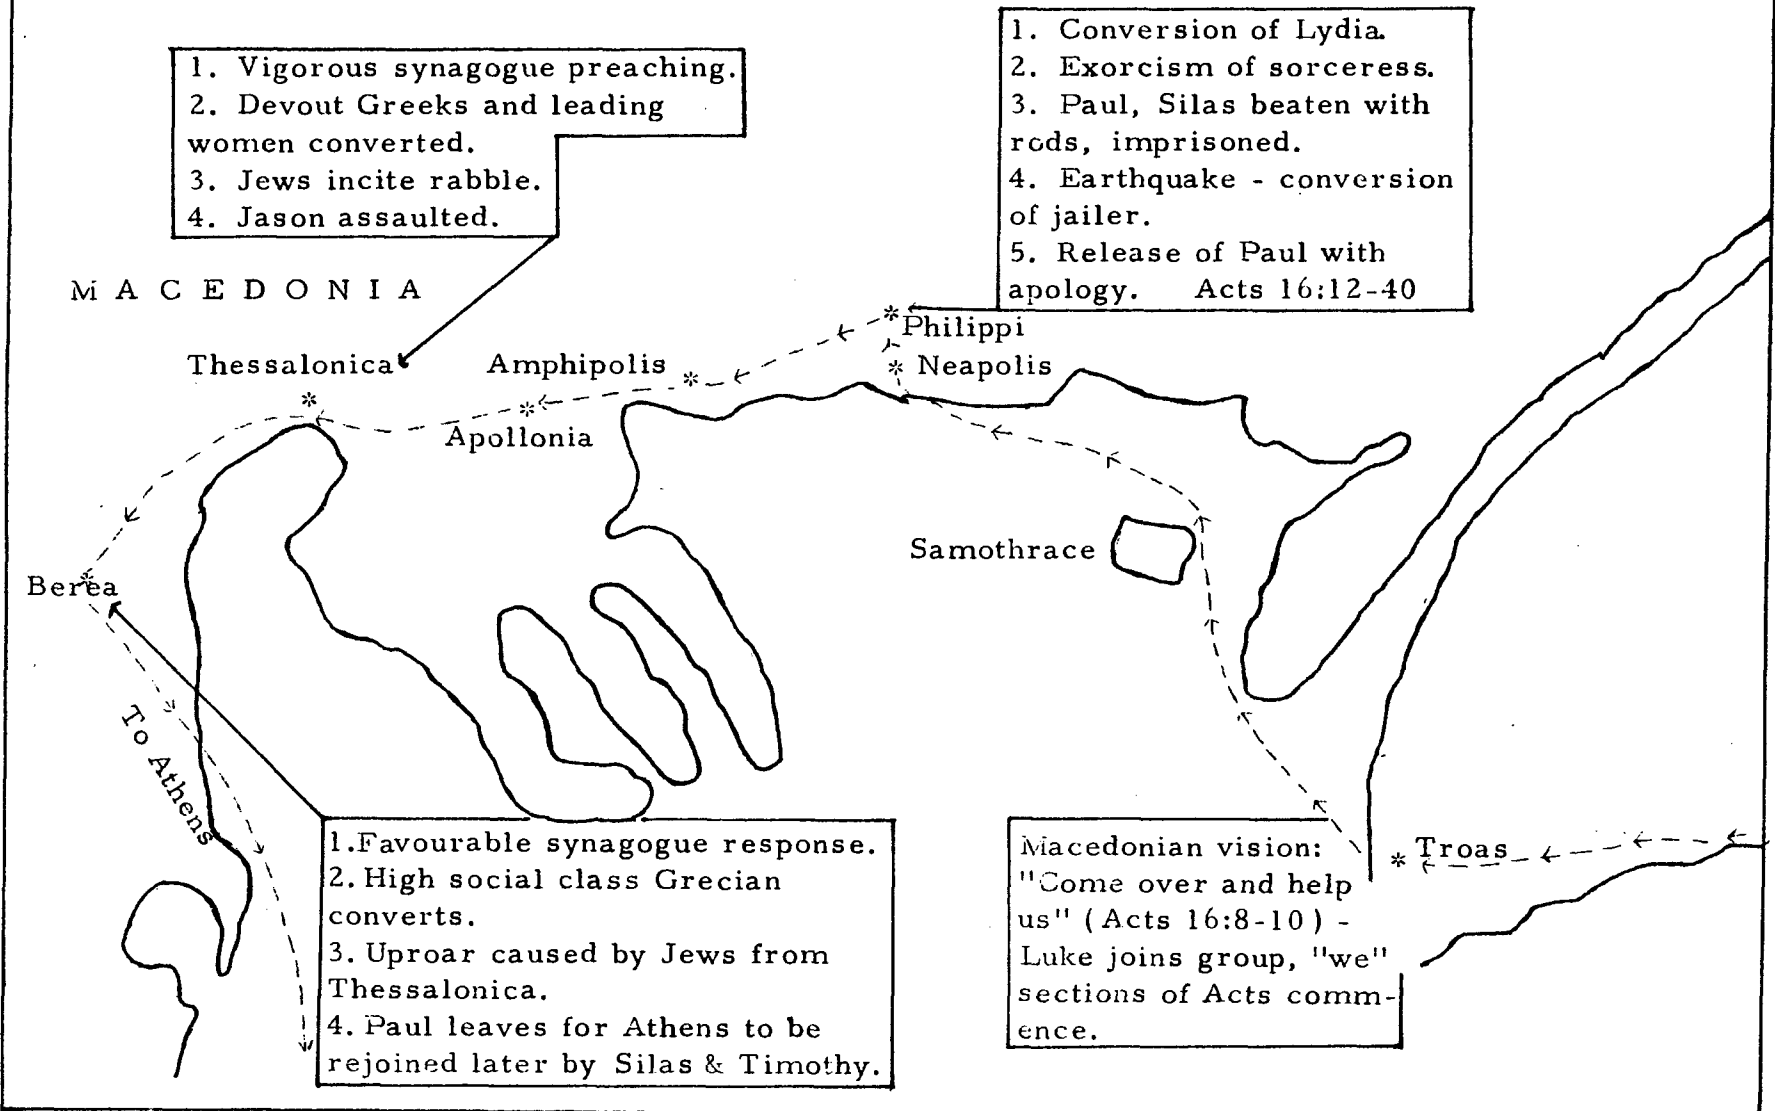 1. Vigorous synagogue preaching.
2. Devout Greeks and leading
women converted.
3. Jews incite rabble.
4. Jason assaulted.
1. Conversion of Lydia.
2. Exorcism of sorceress.
3. Paul, Silas beaten with
rods, imprisoned.
4. Earthquake - conversion
of jailer.
5. Release of Paul with
apology. Acts 16:12-40
MACEDONIA
Philippi
Thessalonica
Amphipolis
Neapolis
Apollonia
Samothrace
Berea
To Athens
1.Favourable synagogue response.
2. High social class Grecian
converts.
3. Uproar caused by Jews from
Thessalonica.
4. Paul leaves for Athens to be
rejoined later by Silas & Timothy.
Macedonian vision:
"Come over and help
us" (Acts 16:8-10) -
Luke joins group, "we"
sections of Acts comm-
ence.
Troas